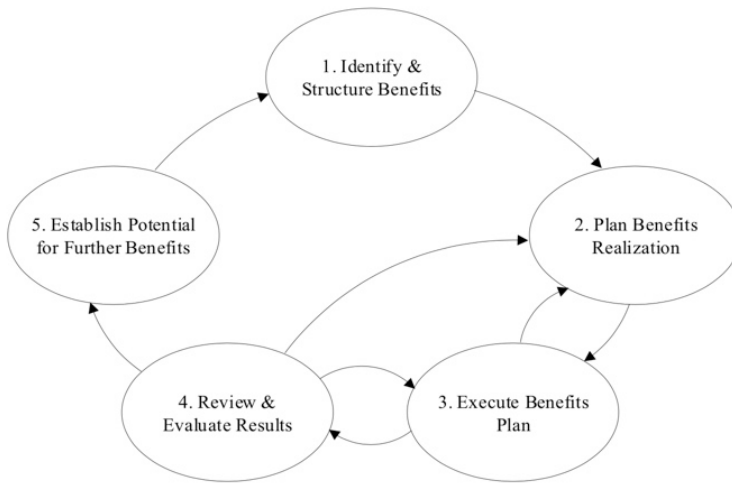 1. Identify &
Structure Benefits
2. Plan Benefits
Realization
3. Execute Benefits
Plan
4. Review &
Evaluate Results
5. Establish Potential
for Further Benefits